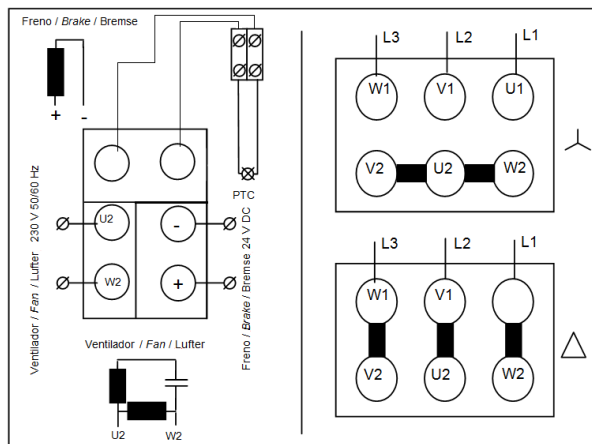 Freno / Brake / Bremse
+ -
PTC
Ventilador / Fan / Lufter 230 V 50/60 Hz
U2 -
W2 +
Freno / Brake / Bremse 24 V DC
Ventilador / Fan / Lufter
U2 W2
L3 L2 L1
W1 V1 U1
V2 U2 W2
L3 L2 L1
W1 V1
V2 U2 W2